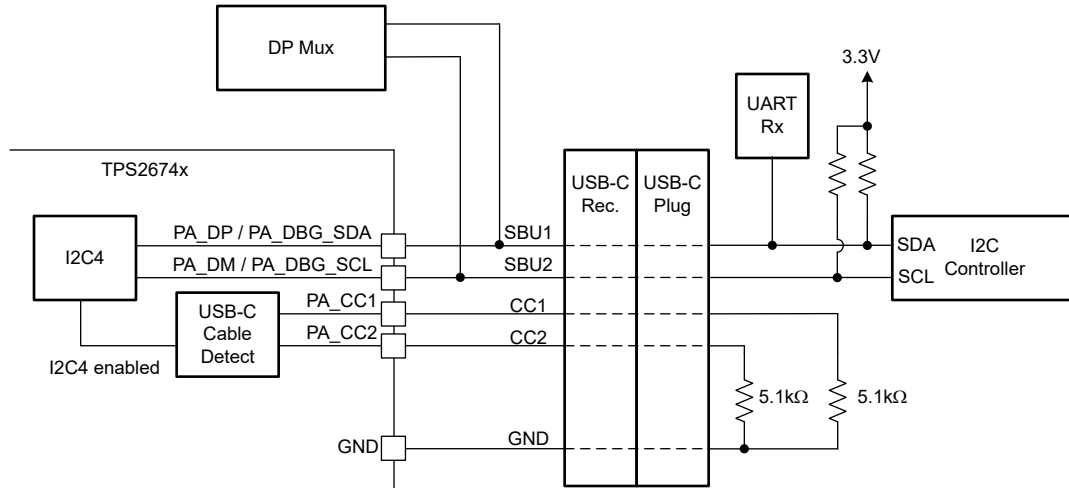 DP Mux
3.3V
UART
Rx
TPS2674x
USB-C
Rec.
USB-C
Plug
I2C4
PA_DP / PA_DBG_SDA
SBU1
SDA
I2C
Controller
PA_DM / PA_DBG_SCL
SBU2
SCL
USB-C
Cable
Detect
PA_CC1
CC1
PA_CC2
CC2
I2C4 enabled
5.1kΩ
5.1kΩ
GND
GND